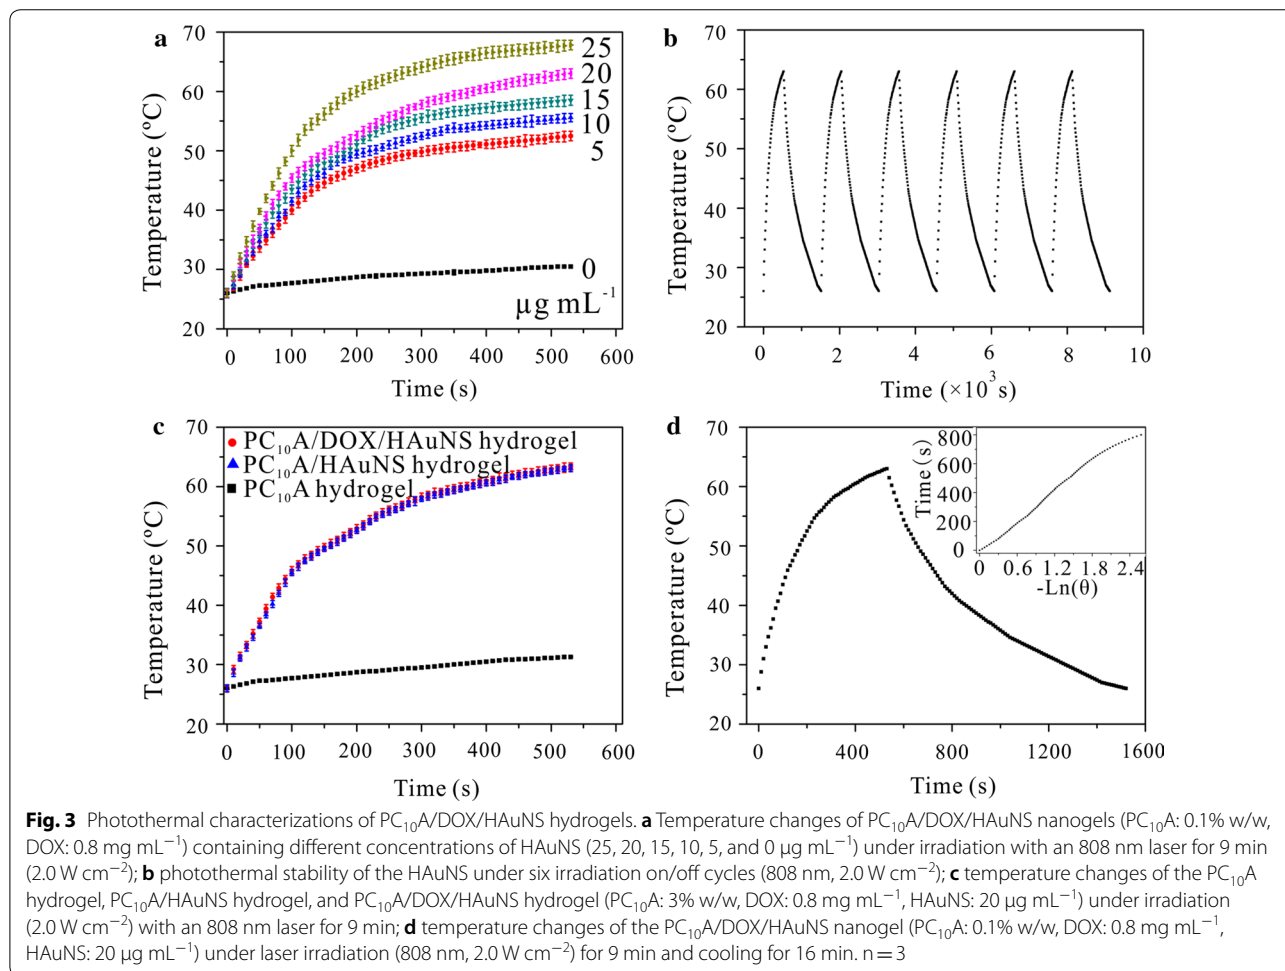 a
70
60
50
40
30
20
Temperature (°C)
25
20
15
10
5
0
µg mL⁻¹
0 100 200 300 400 500 600
Time (s)
b
70
60
50
40
30
20
Temperature (°C)
0 2 4 6 8 10
Time (×10³ s)
c
70
60
50
40
30
20
Temperature (°C)
PC₁₀A/DOX/HAuNS hydrogel
PC₁₀A/HAuNS hydrogel
PC₁₀A hydrogel
0 100 200 300 400 500 600
Time (s)
d
70
60
50
40
30
20
Temperature (°C)
800
600
400
200
0
Time (s)
0 0.6 1.2 1.8 2.4
-Ln(θ)
0 400 800 1200 1600
Time (s)
Fig. 3 Photothermal characterizations of PC₁₀A/DOX/HAuNS hydrogels. a Temperature changes of PC₁₀A/DOX/HAuNS nanogels (PC₁₀A: 0.1% w/w,
DOX: 0.8 mg mL⁻¹) containing different concentrations of HAuNS (25, 20, 15, 10, 5, and 0 µg mL⁻¹) under irradiation with an 808 nm laser for 9 min
(2.0 W cm⁻²); b photothermal stability of the HAuNS under six irradiation on/off cycles (808 nm, 2.0 W cm⁻²); c temperature changes of the PC₁₀A
hydrogel, PC₁₀A/HAuNS hydrogel, and PC₁₀A/DOX/HAuNS hydrogel (PC₁₀A: 3% w/w, DOX: 0.8 mg mL⁻¹, HAuNS: 20 µg mL⁻¹) under irradiation
(2.0 W cm⁻²) with an 808 nm laser for 9 min; d temperature changes of the PC₁₀A/DOX/HAuNS nanogel (PC₁₀A: 0.1% w/w, DOX: 0.8 mg mL⁻¹,
HAuNS: 20 µg mL⁻¹) under laser irradiation (808 nm, 2.0 W cm⁻²) for 9 min and cooling for 16 min. n = 3